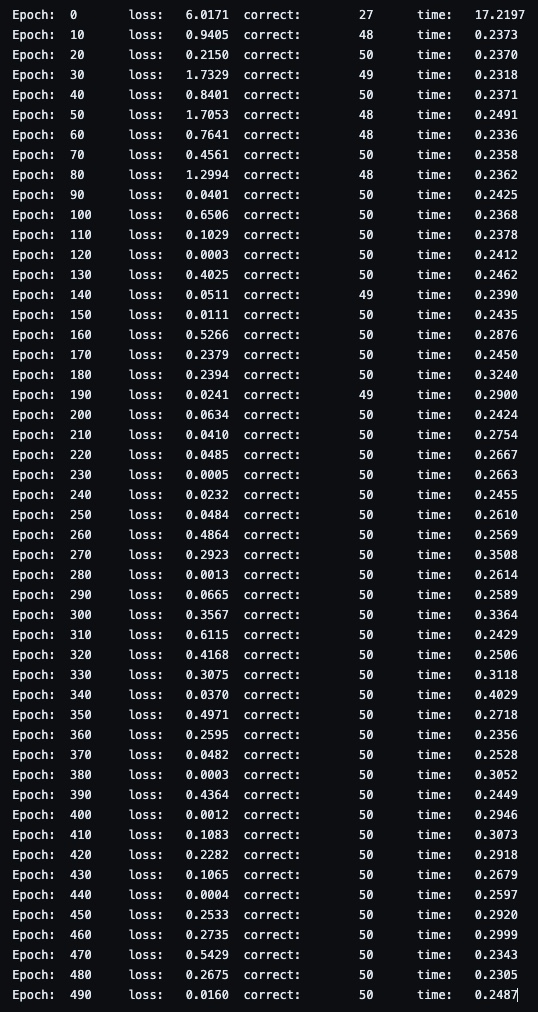 Epoch: 0 loss: 6.0171 correct: 27 time: 17.2197
Epoch: 10 loss: 0.9405 correct: 48 time: 0.2373
Epoch: 20 loss: 0.2150 correct: 50 time: 0.2370
Epoch: 30 loss: 1.7329 correct: 49 time: 0.2318
Epoch: 40 loss: 0.8401 correct: 50 time: 0.2371
Epoch: 50 loss: 1.7053 correct: 48 time: 0.2491
Epoch: 60 loss: 0.7641 correct: 48 time: 0.2336
Epoch: 70 loss: 0.4561 correct: 50 time: 0.2358
Epoch: 80 loss: 1.2994 correct: 48 time: 0.2362
Epoch: 90 loss: 0.0401 correct: 50 time: 0.2425
Epoch: 100 loss: 0.6506 correct: 50 time: 0.2368
Epoch: 110 loss: 0.1029 correct: 50 time: 0.2378
Epoch: 120 loss: 0.0003 correct: 50 time: 0.2412
Epoch: 130 loss: 0.4025 correct: 50 time: 0.2462
Epoch: 140 loss: 0.0511 correct: 49 time: 0.2390
Epoch: 150 loss: 0.0111 correct: 50 time: 0.2435
Epoch: 160 loss: 0.5266 correct: 50 time: 0.2876
Epoch: 170 loss: 0.2379 correct: 50 time: 0.2450
Epoch: 180 loss: 0.2394 correct: 50 time: 0.3240
Epoch: 190 loss: 0.0241 correct: 49 time: 0.2900
Epoch: 200 loss: 0.0634 correct: 50 time: 0.2424
Epoch: 210 loss: 0.0410 correct: 50 time: 0.2754
Epoch: 220 loss: 0.0485 correct: 50 time: 0.2667
Epoch: 230 loss: 0.0005 correct: 50 time: 0.2663
Epoch: 240 loss: 0.0232 correct: 50 time: 0.2455
Epoch: 250 loss: 0.0484 correct: 50 time: 0.2610
Epoch: 260 loss: 0.4864 correct: 50 time: 0.2569
Epoch: 270 loss: 0.2923 correct: 50 time: 0.3508
Epoch: 280 loss: 0.0013 correct: 50 time: 0.2614
Epoch: 290 loss: 0.0665 correct: 50 time: 0.2589
Epoch: 300 loss: 0.3567 correct: 50 time: 0.3364
Epoch: 310 loss: 0.6115 correct: 50 time: 0.2429
Epoch: 320 loss: 0.4168 correct: 50 time: 0.2506
Epoch: 330 loss: 0.3075 correct: 50 time: 0.3118
Epoch: 340 loss: 0.0370 correct: 50 time: 0.4029
Epoch: 350 loss: 0.4971 correct: 50 time: 0.2718
Epoch: 360 loss: 0.2595 correct: 50 time: 0.2356
Epoch: 370 loss: 0.0482 correct: 50 time: 0.2528
Epoch: 380 loss: 0.0003 correct: 50 time: 0.3052
Epoch: 390 loss: 0.4364 correct: 50 time: 0.2449
Epoch: 400 loss: 0.0012 correct: 50 time: 0.2946
Epoch: 410 loss: 0.1083 correct: 50 time: 0.3073
Epoch: 420 loss: 0.2282 correct: 50 time: 0.2918
Epoch: 430 loss: 0.1065 correct: 50 time: 0.2679
Epoch: 440 loss: 0.0004 correct: 50 time: 0.2597
Epoch: 450 loss: 0.2533 correct: 50 time: 0.2920
Epoch: 460 loss: 0.2735 correct: 50 time: 0.2999
Epoch: 470 loss: 0.5429 correct: 50 time: 0.2343
Epoch: 480 loss: 0.2675 correct: 50 time: 0.2305
Epoch: 490 loss: 0.0160 correct: 50 time: 0.2487